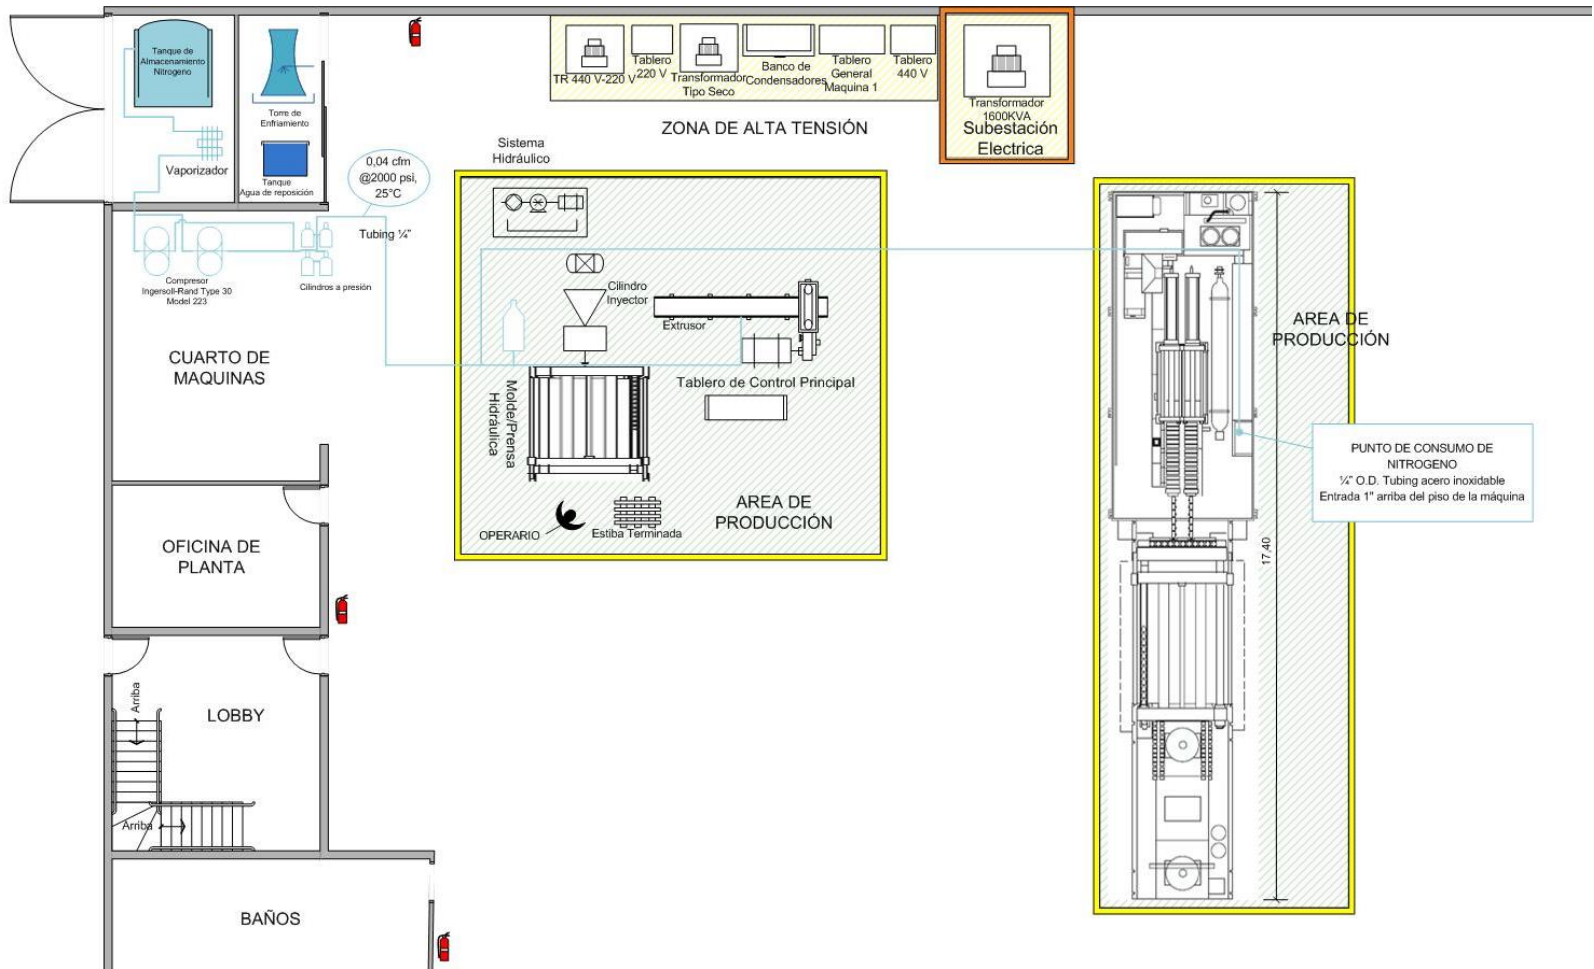 Tanque de
Almacenamiento
Nitrogeno
Vaporizador
Torre de
Enfriamiento
Tanque
Agua de reposición
0,04 cfm
@2000 psi,
25°C
Tubing ¼"
Compresor
Ingersoll-Rand Type 30
Model 223
Cilindros a presión
CUARTO DE
MAQUINAS
OFICINA DE
PLANTA
LOBBY
Arriba
Arriba
BAÑOS
TR 440 V-220 V
Tablero
220 V
Transformador
Tipo Seco
Banco de
Condensadores
Tablero
General
Maquina 1
Tablero
440 V
ZONA DE ALTA TENSIÓN
Transformador
1600KVA
Subestación
Electrica
Sistema
Hidráulico
Cilindro
Inyector
Extrusor
Tablero de Control Principal
Molde/Prensa
Hidráulica
OPERARIO
Estiba Terminada
AREA DE
PRODUCCIÓN
AREA DE
PRODUCCIÓN
17,40
PUNTO DE CONSUMO DE
NITROGENO
¼" O.D. Tubing acero inoxidable
Entrada 1" arriba del piso de la máquina